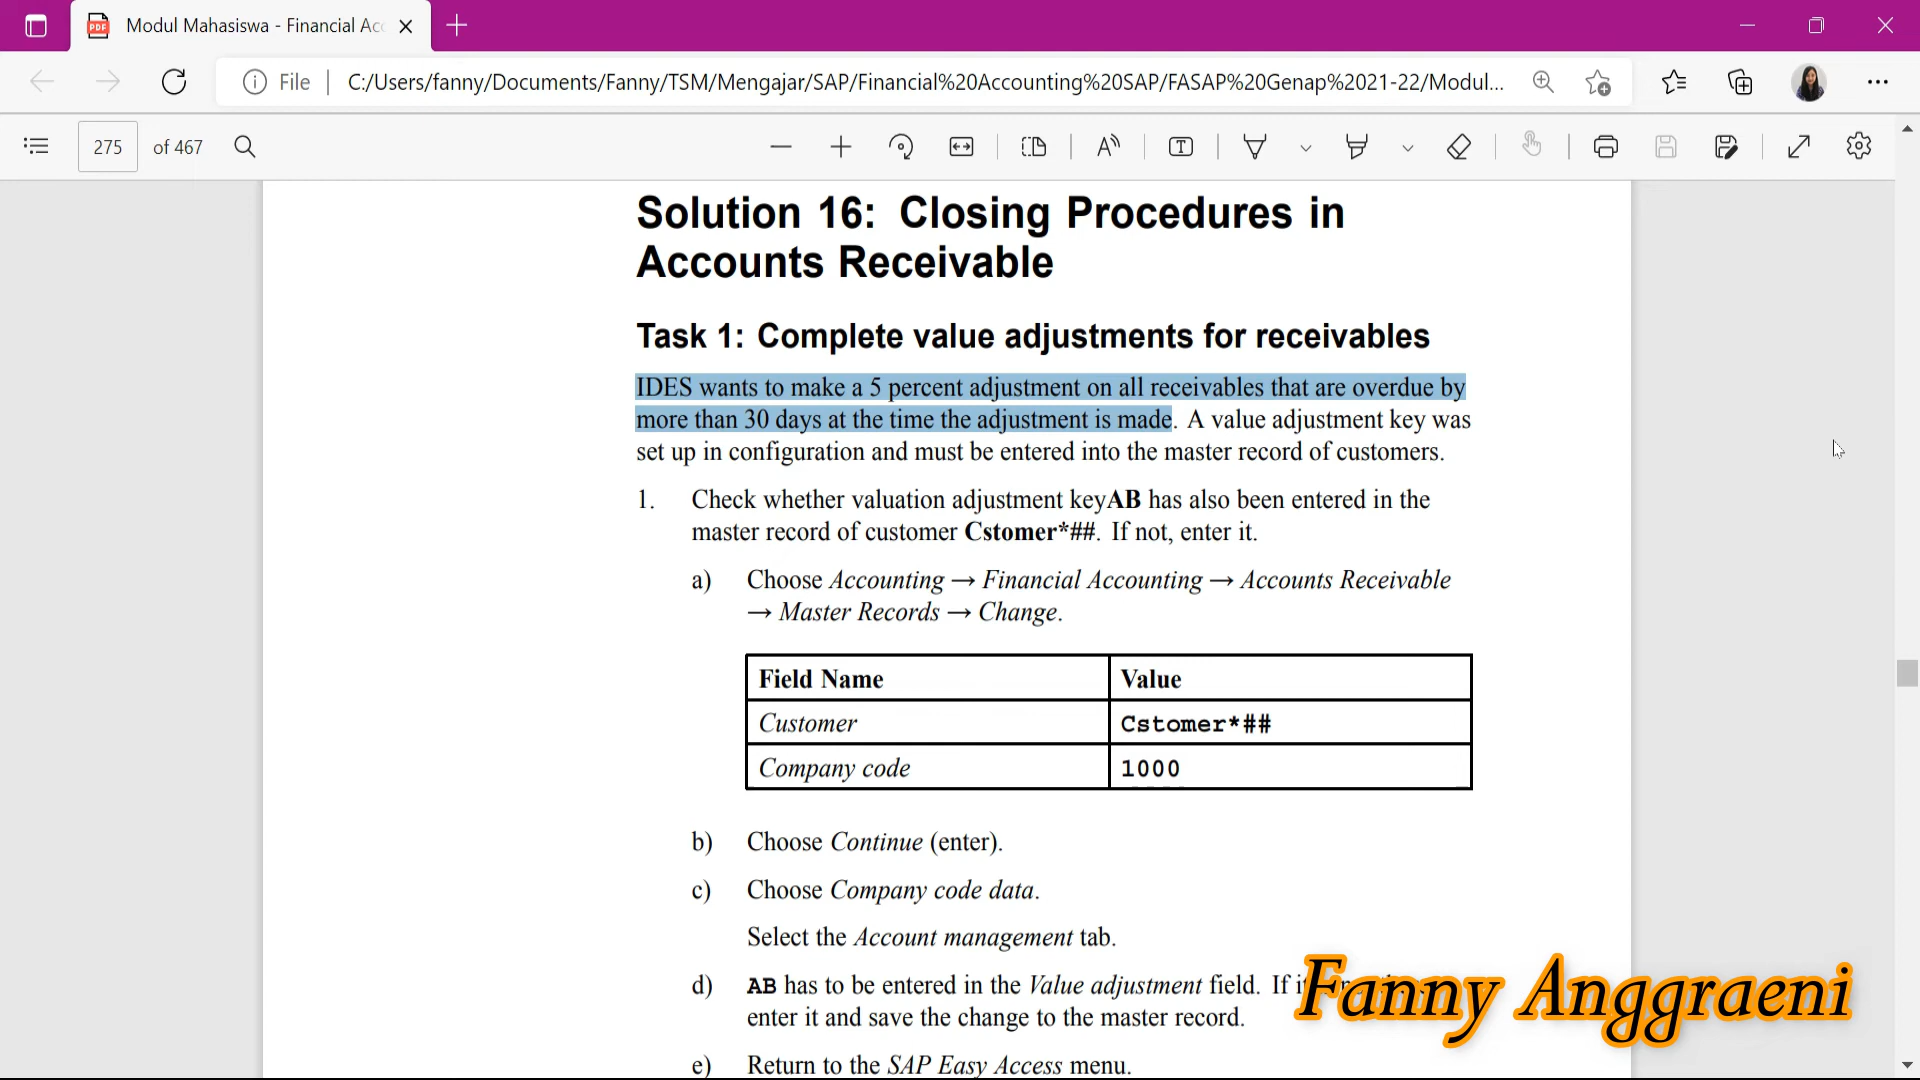 Modul Mahasiswa - Financial Acc
File
C:/Users/fanny/Documents/Fanny/TSM/Mengajar/SAP/Financial%20Accounting%20SAP/FASAP%20Genap%2021-22/Modul...
275 of 467
Solution 16: Closing Procedures in
Accounts Receivable
Task 1: Complete value adjustments for receivables
IDES wants to make a 5 percent adjustment on all receivables that are overdue by
more than 30 days at the time the adjustment is made. A value adjustment key was
set up in configuration and must be entered into the master record of customers.
1. Check whether valuation adjustment keyAB has also been entered in the
master record of customer Cstomer*##. If not, enter it.
a) Choose Accounting → Financial Accounting → Accounts Receivable
→ Master Records → Change.
Field Name Value
Customer Cstomer*##
Company code 1000
b) Choose Continue (enter).
c) Choose Company code data.
Select the Account management tab.
d) AB has to be entered in the Value adjustment field. If
enter it and save the change to the master record.
e) Return to the SAP Easy Access menu.
Fanny Anggraeni